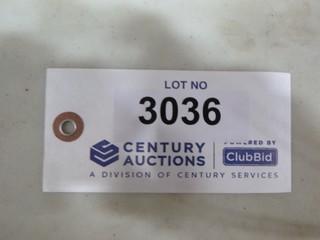 LOT NO
3036
CENTURY AUCTIONS
POWERED BY
ClubBid
A DIVISION OF CENTURY SERVICES